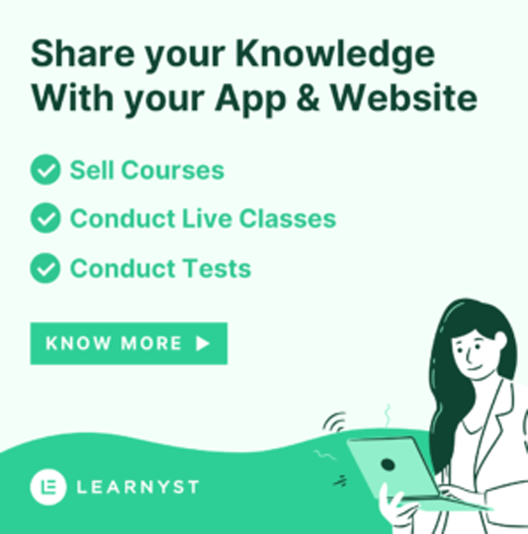 Share your Knowledge
With your App & Website
Sell Courses
Conduct Live Classes
Conduct Tests
KNOW MORE
LEARNYST